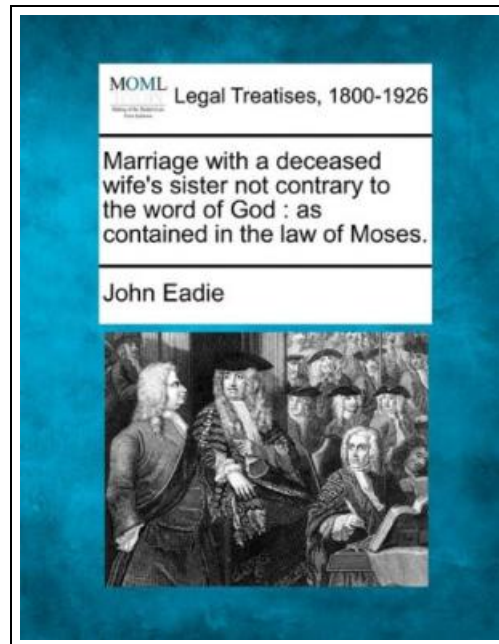 MOML
Legal Treatises, 1800-1926
Marriage with a deceased
wife's sister not contrary to
the word of God : as
contained in the law of Moses.
John Eadie